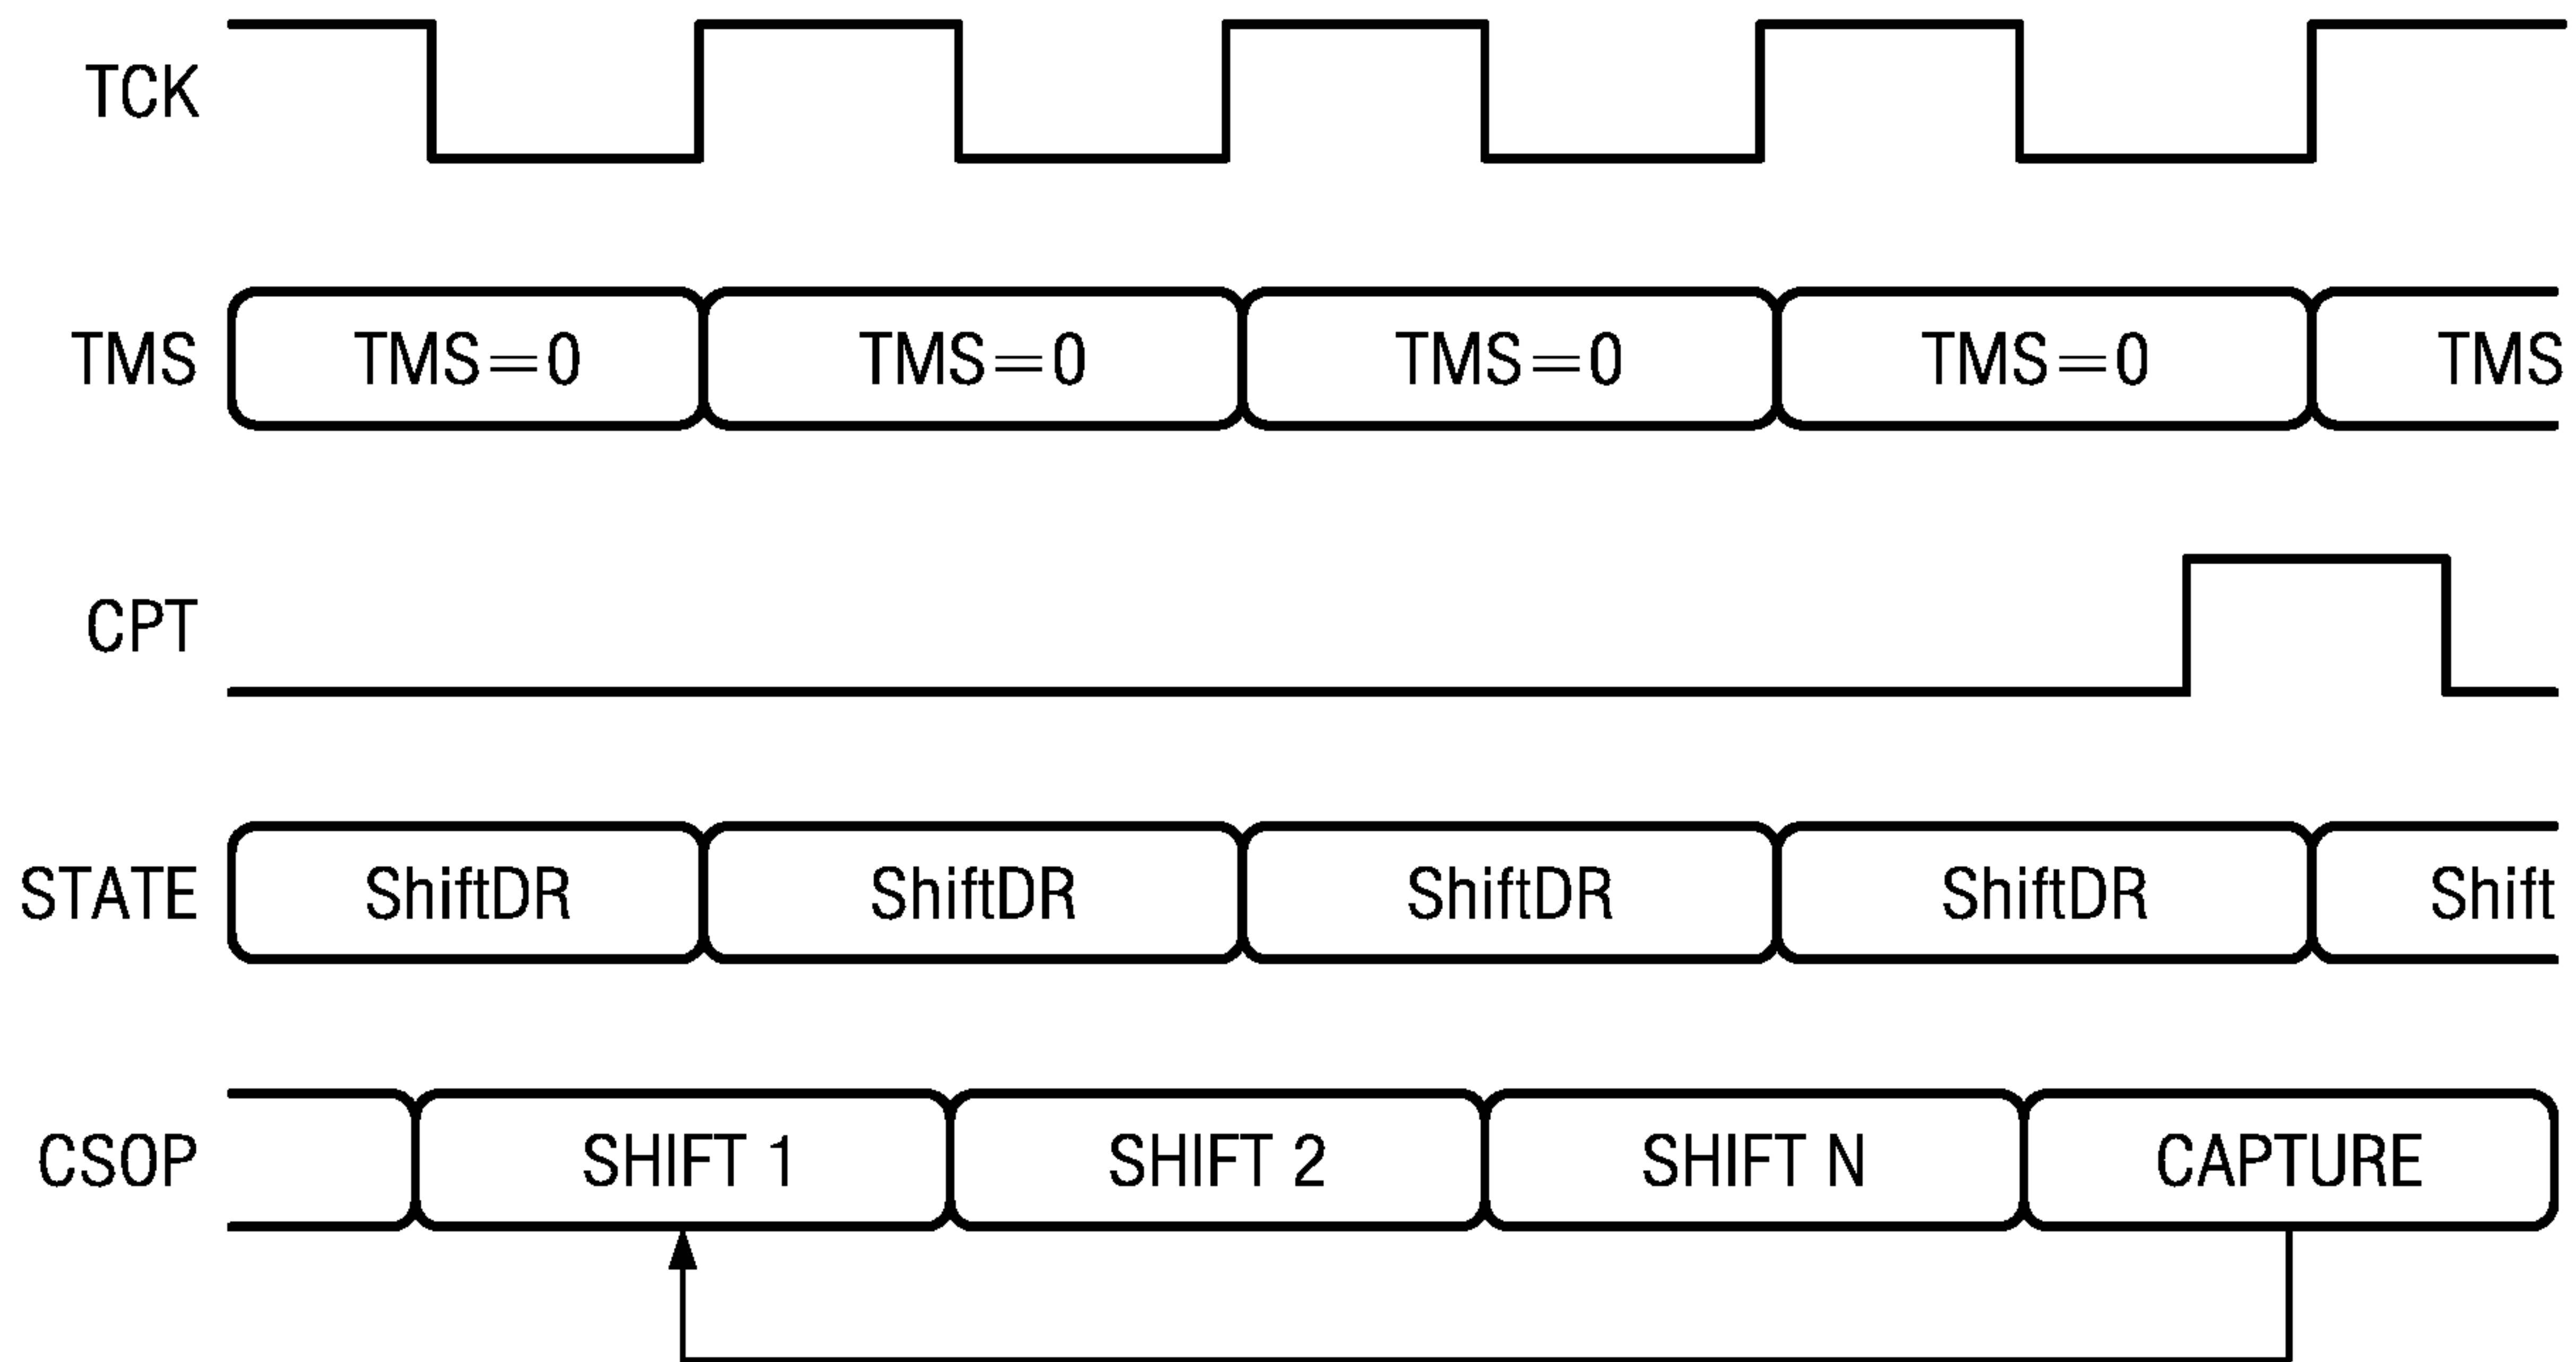 TCK
TMS TMS=0 TMS=0 TMS=0 TMS=0 TMS
CPT
STATE ShiftDR ShiftDR ShiftDR ShiftDR Shift
CSOP SHIFT 1 SHIFT 2 SHIFT N CAPTURE